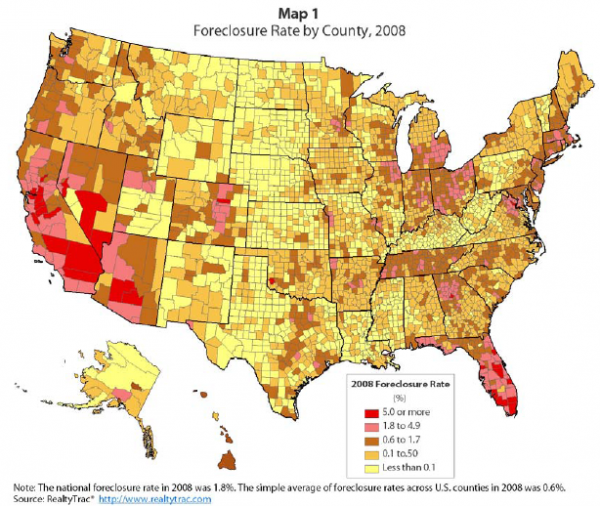 Map 1
Foreclosure Rate by County, 2008
2008 Foreclosure Rate
(%)
5.0 or more
1.8 to 4.9
0.6 to 1.7
0.1 to.50
Less than 0.1
Note: The national foreclosure rate in 2008 was 1.8%. The simple average of foreclosure rates across U.S. counties in 2008 was 0.6%.
Source: RealtyTrac® http://www.realtytrac.com